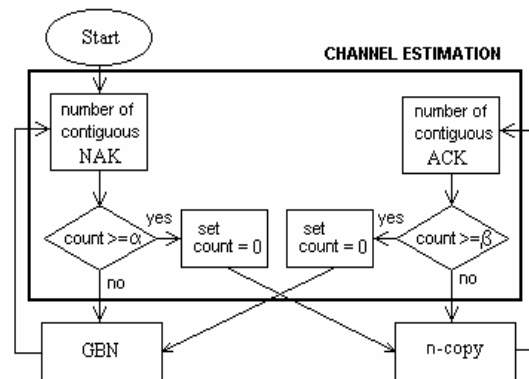 Start
CHANNEL ESTIMATION
number of
contiguous
NAK
number of
contiguous
ACK
count >=α
yes
set
count = 0
set
count = 0
yes
count >=β
no
no
GBN
n-copy